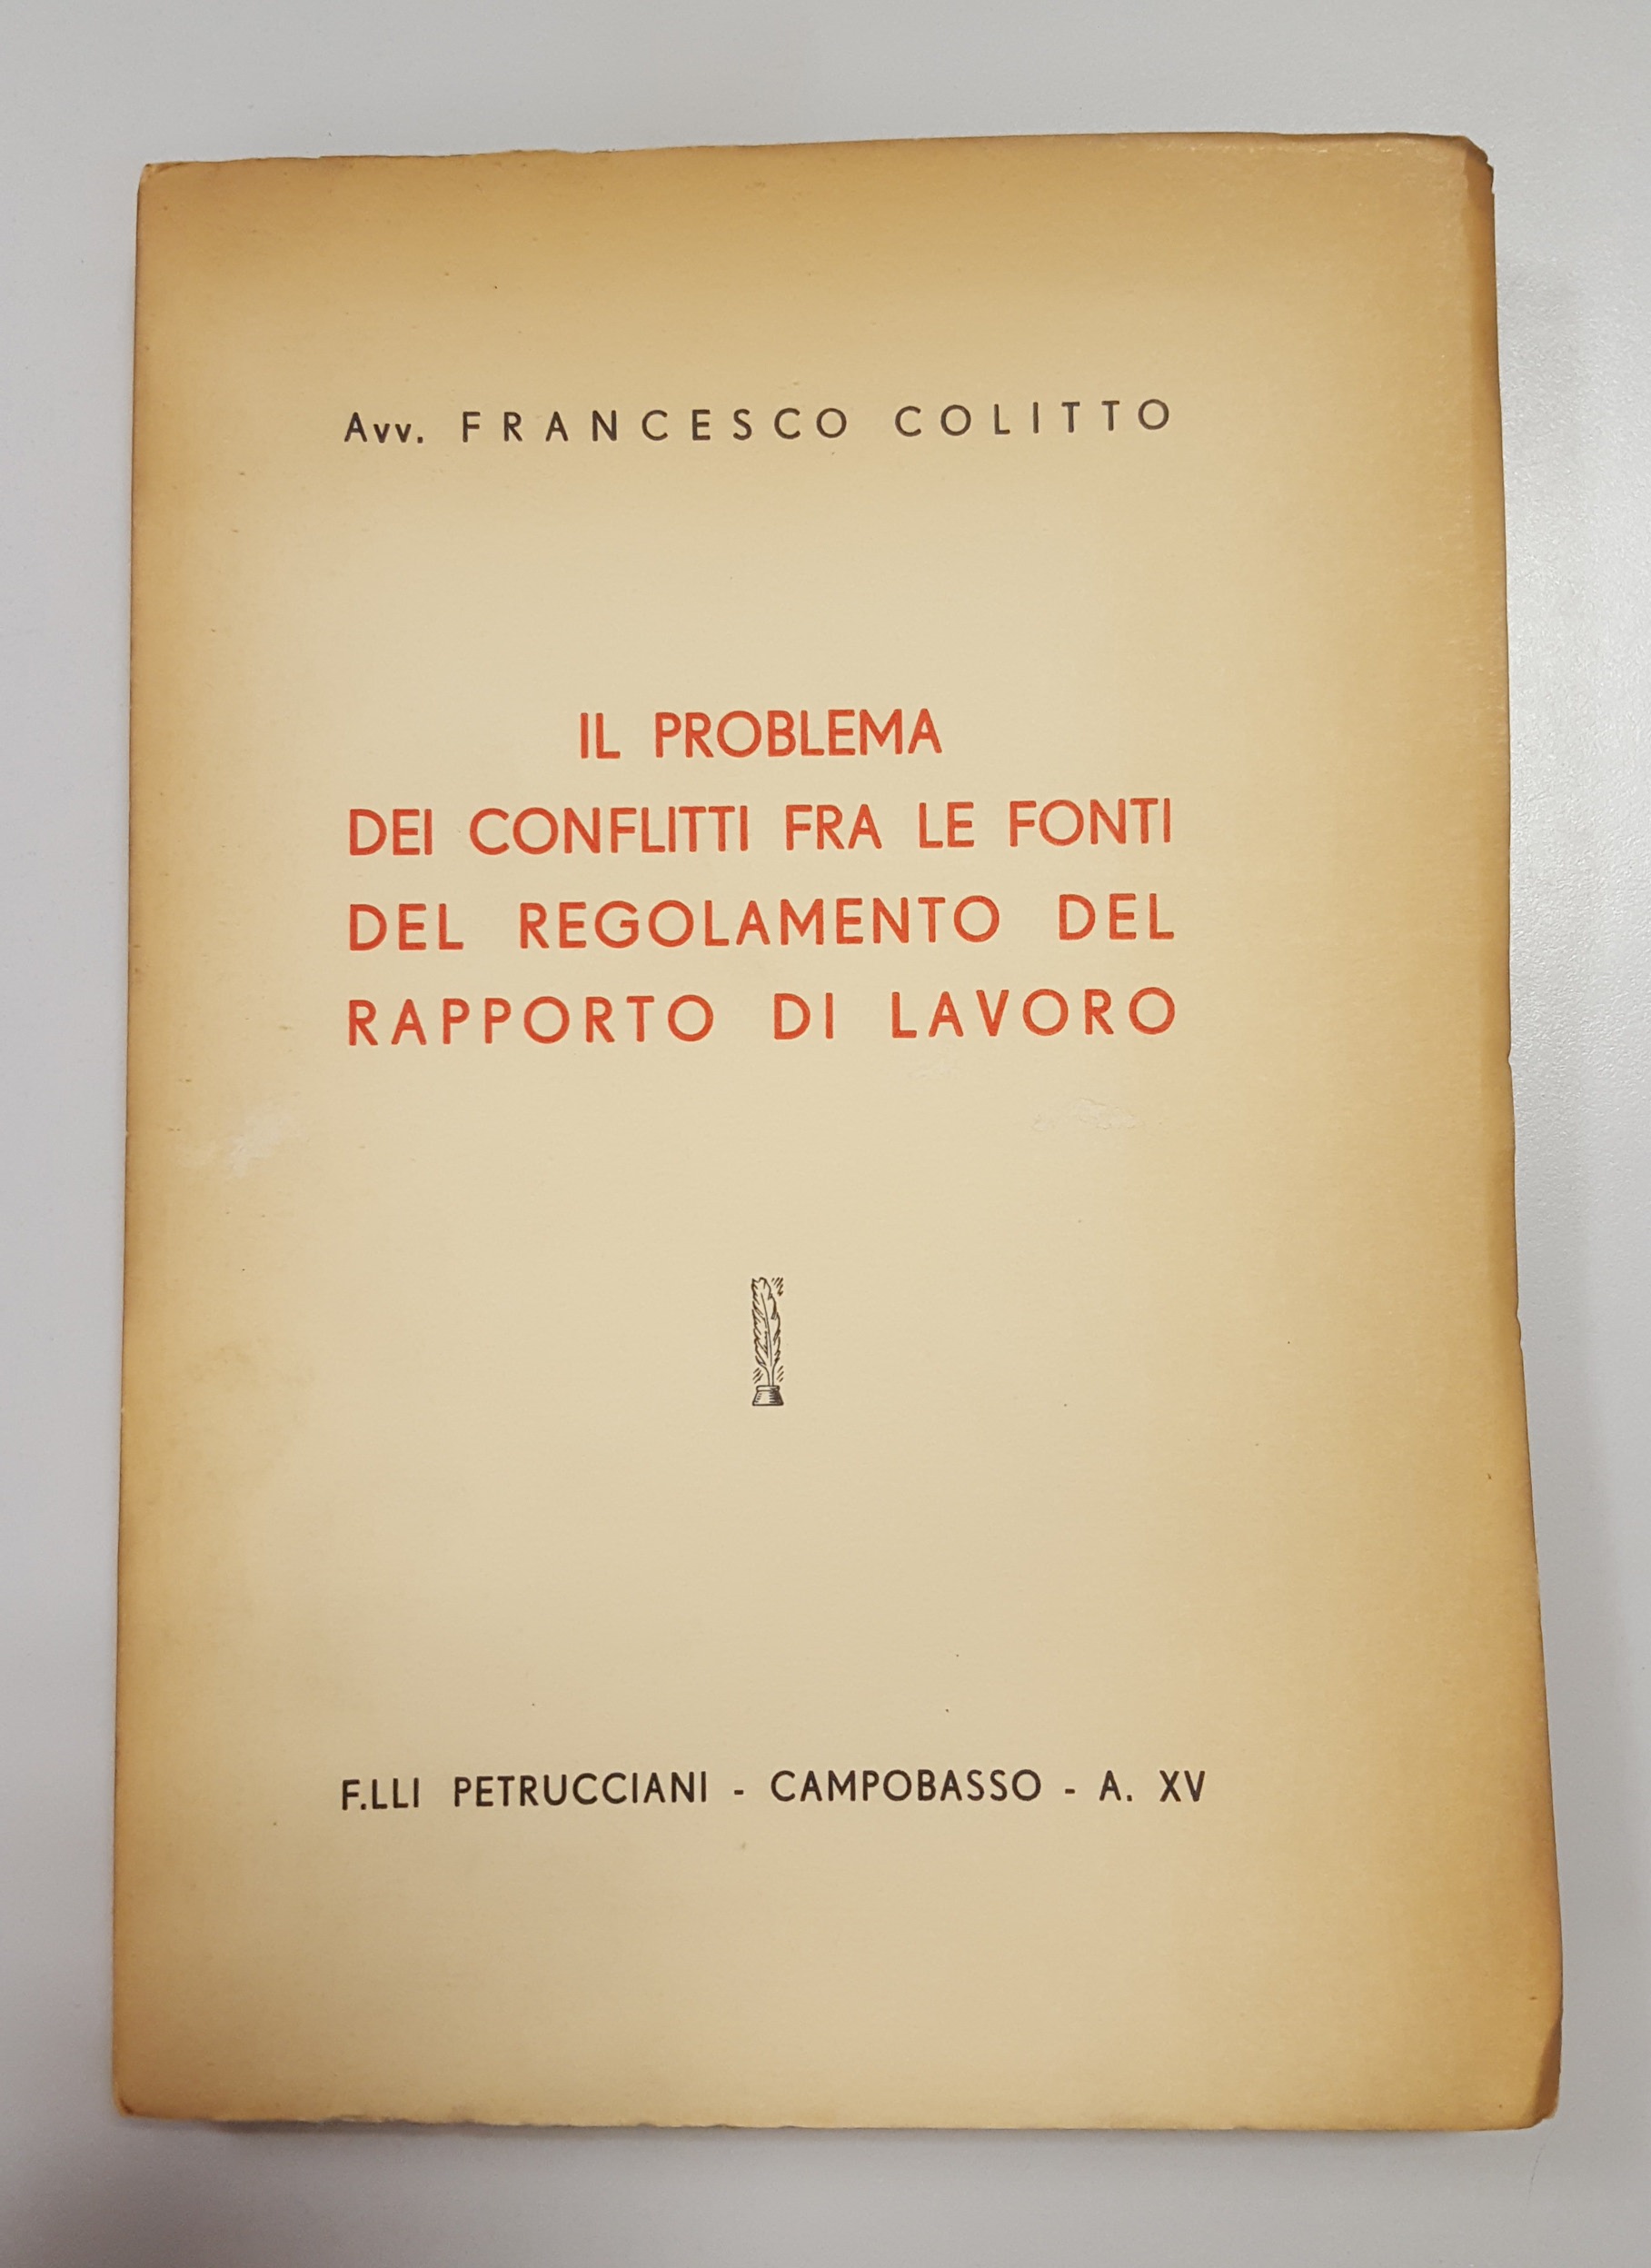 Avv. FRANCESCO COLITTO
IL PROBLEMA
DEI CONFLITTI FRA LE FONTI
DEL REGOLAMENTO DEL
RAPPORTO DI LAVORO
F.LLI PETRUCCIANI - CAMPOBASSO - A. XV